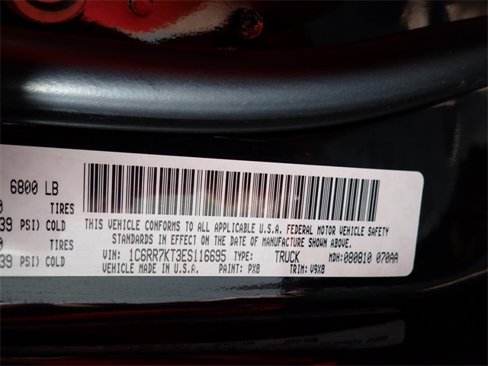 6800 LB
TIRES
39 PSI) COLD
TIRES
39 PSI) COLD
THIS VEHICLE CONFORMS TO ALL APPLICABLE U.S.A. FEDERAL MOTOR VEHICLE SAFETY
STANDARDS IN EFFECT ON THE DATE OF MANUFACTURE SHOWN ABOVE
VIN: 1C6RR7KT3ES116695 TYPE: TRUCK MDH: 080810 070AA
VEHICLE MADE IN U.S.A. PAINT: PX8 TRIM: V9X8